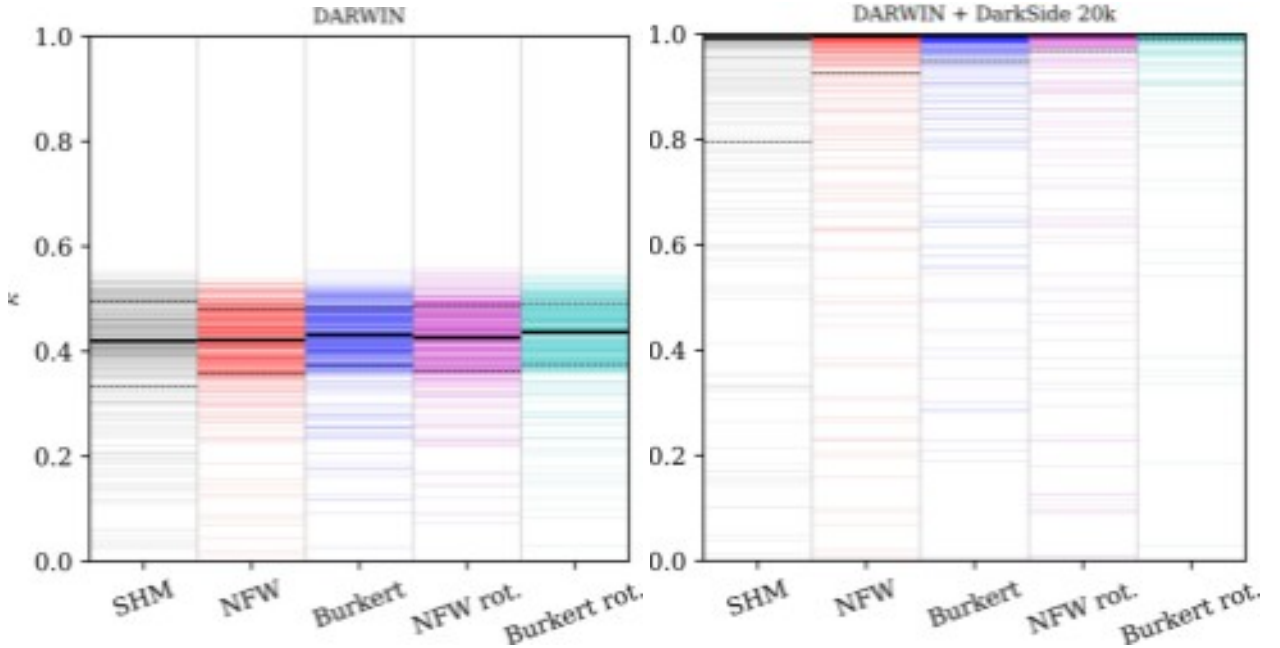 DARWIN
1.0
0.8
0.6
0.4
0.2
0.0
SHM
NFW
Burkert
NFW rot.
Burkert rot.
DARWIN + DarkSide 20k
1.0
0.8
0.6
0.4
0.2
0.0
SHM
NFW
Burkert
NFW rot.
Burkert rot.